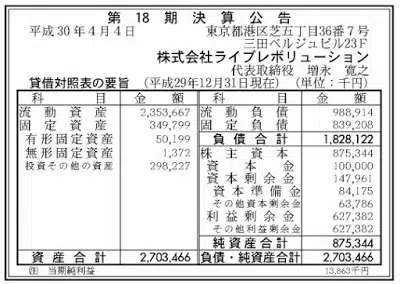 第18期決算公告
平成30年4月4日
東京都港区芝五丁目36番7号
三田ベルジュビル23F
株式会社ライブレボリューション
代表取締役 増永 寛之
貸借対照表の要旨 (平成29年12月31日現在) (単位：千円)
科目 金額 科目 金額
流動資産 2,353,667 流動負債 988,914
固定資産 349,799 固定負債 839,208
有形固定資産 50,199 負債合計 1,828,122
無形固定資産 1,372 株主資本 875,344
投資その他の資産 298,227 資本金 100,000
資本剰余金 147,961
資本準備金 84,175
その他資本剰余金 63,786
利益剰余金 627,382
その他利益剰余金 627,382
純資産合計 875,344
資産合計 2,703,466 負債・純資産合計 2,703,466
㊟ 当期純利益 13,863千円